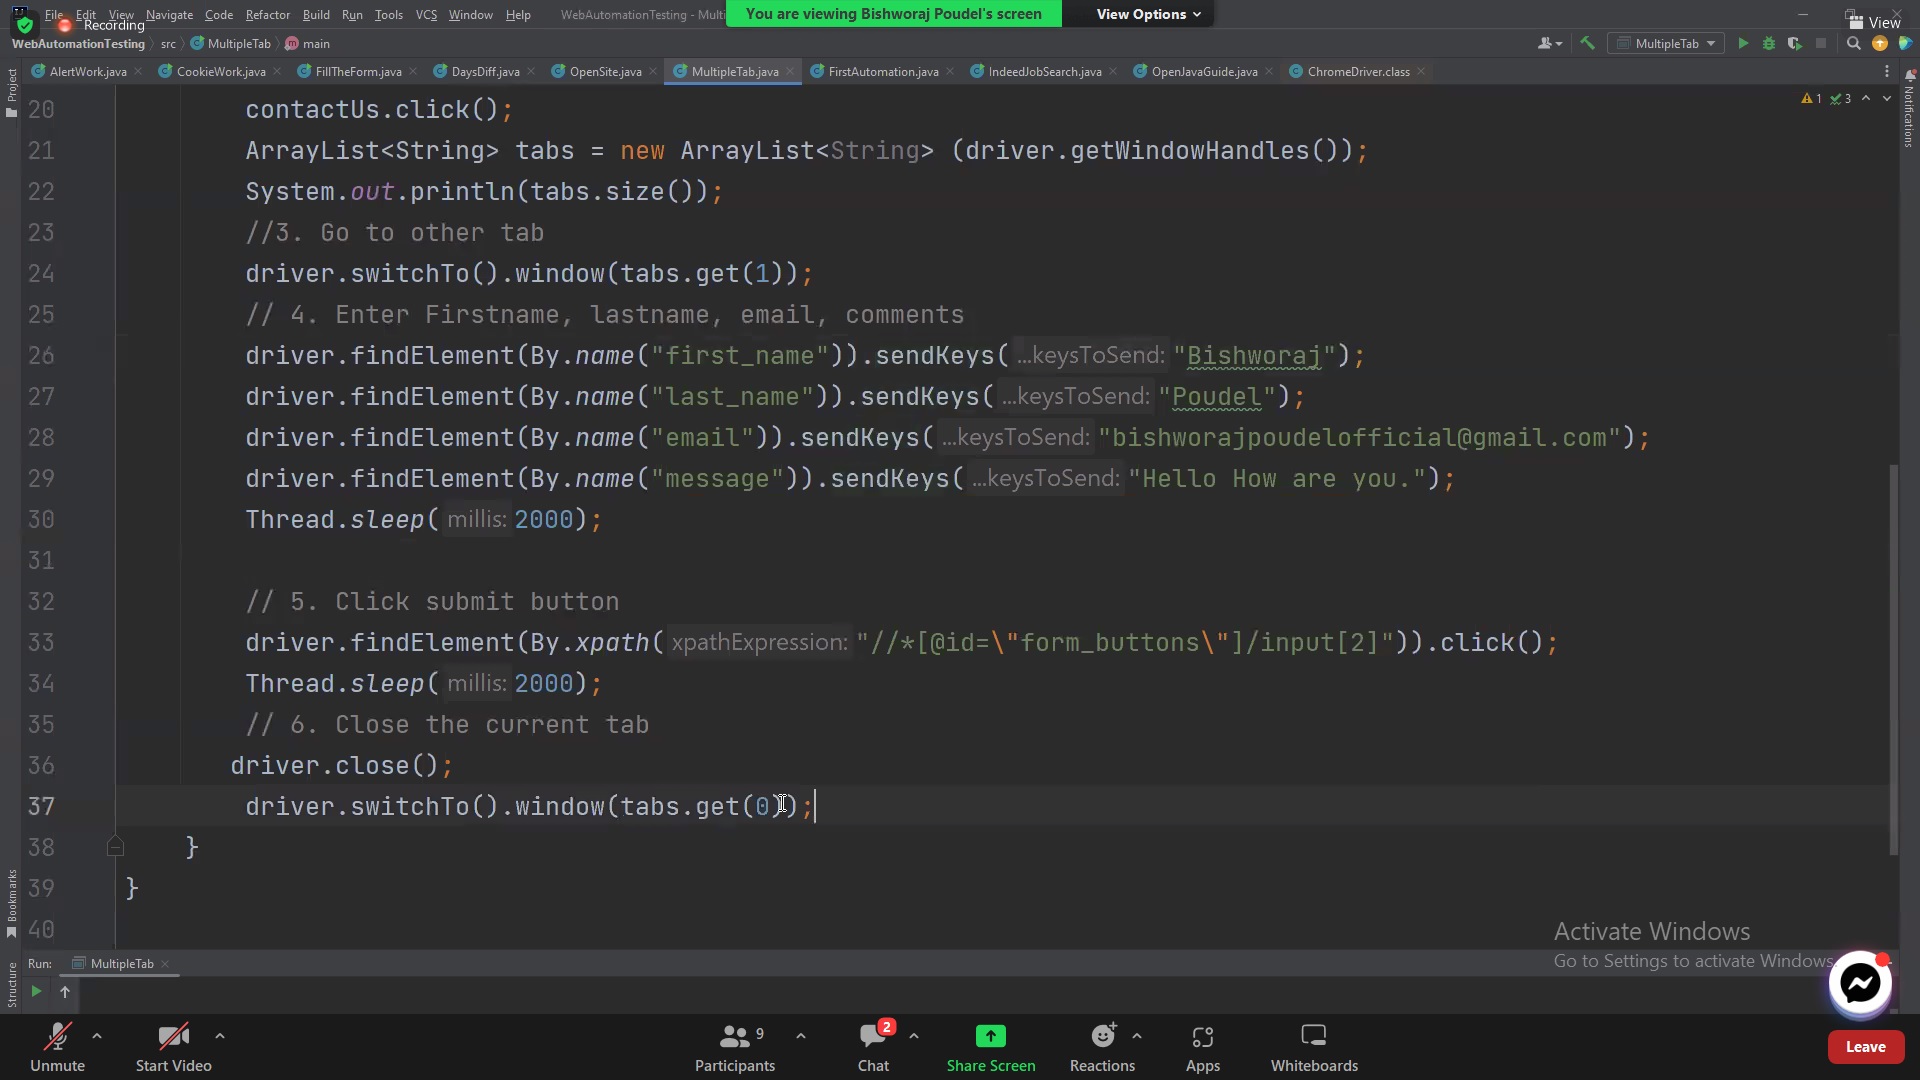 File Edit View Navigate Code Refactor Build Run Tools VCS Window Help WebAutomationTesting - Multi
Recording
You are viewing Bishworaj Poudel's screen View Options
View
WebAutomationTesting src MultipleTab main
MultipleTab
AlertWork.java CookieWork.java FillTheForm.java DaysDiff.java OpenSite.java MultipleTab.java FirstAutomation.java IndeedJobSearch.java OpenJavaGuide.java ChromeDriver.class
Project
Notifications
1 3
20 contactUs.click();
21 ArrayList<String> tabs = new ArrayList<String> (driver.getWindowHandles());
22 System.out.println(tabs.size());
23 //3. Go to other tab
24 driver.switchTo().window(tabs.get(1));
25 // 4. Enter Firstname, lastname, email, comments
26 driver.findElement(By.name("first_name")).sendKeys( ...keysToSend: "Bishworaj");
27 driver.findElement(By.name("last_name")).sendKeys( ...keysToSend: "Poudel");
28 driver.findElement(By.name("email")).sendKeys( ...keysToSend: "bishworajpoudelofficial@gmail.com");
29 driver.findElement(By.name("message")).sendKeys( ...keysToSend: "Hello How are you.");
30 Thread.sleep( millis: 2000);
31
32 // 5. Click submit button
33 driver.findElement(By.xpath( xpathExpression: "//*[@id=\"form_buttons\"]/input[2]")).click();
34 Thread.sleep( millis: 2000);
35 // 6. Close the current tab
36 driver.close();
37 driver.switchTo().window(tabs.get(0));
38 }
39 }
40
Bookmarks
Structure
Activate Windows
Go to Settings to activate Windows.
Run: MultipleTab
Unmute
Start Video
9
Participants
2
Chat
Share Screen
Reactions
Apps
Whiteboards
Leave